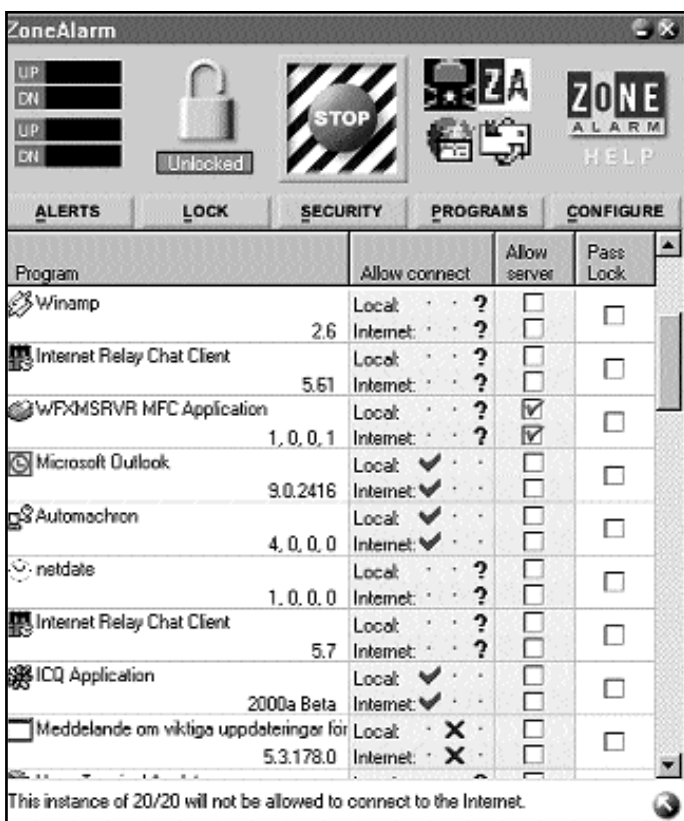 ZoneAlarm
UP
DN
UP
DN
Unlocked
STOP
ZA
ZONE
ALARM
HELP
ALERTS LOCK SECURITY PROGRAMS CONFIGURE
Program Allow connect Allow server Pass Lock
Winamp Local: ?
2.6 Internet: ?
Internet Relay Chat Client Local: ?
5.61 Internet: ?
WFXMSRVR MFC Application Local: ?
1, 0, 0, 1 Internet: ?
Microsoft Outlook Local:
9.0.2416 Internet:
Automachron Local:
4, 0, 0, 0 Internet:
netdate Local: ?
1. 0. 0. 0 Internet: ?
Internet Relay Chat Client Local: ?
5.7 Internet: ?
ICQ Application Local:
2000a Beta Internet:
Meddelande om viktiga uppdateringar för Local:
5.3.178.0 Internet:
This instance of 20/20 will not be allowed to connect to the Internet.